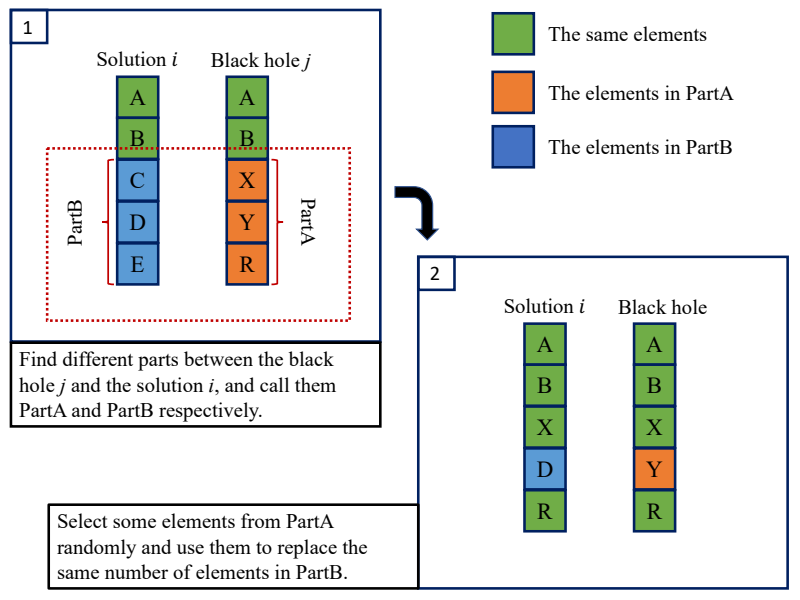 1
Solution i
Black hole j
A
A
B
B
C
X
D
Y
E
R
PartB
PartA
Find different parts between the black
hole j and the solution i, and call them
PartA and PartB respectively.
The same elements
The elements in PartA
The elements in PartB
2
Solution i
Black hole
A
A
B
B
X
X
D
Y
R
R
Select some elements from PartA
randomly and use them to replace the
same number of elements in PartB.